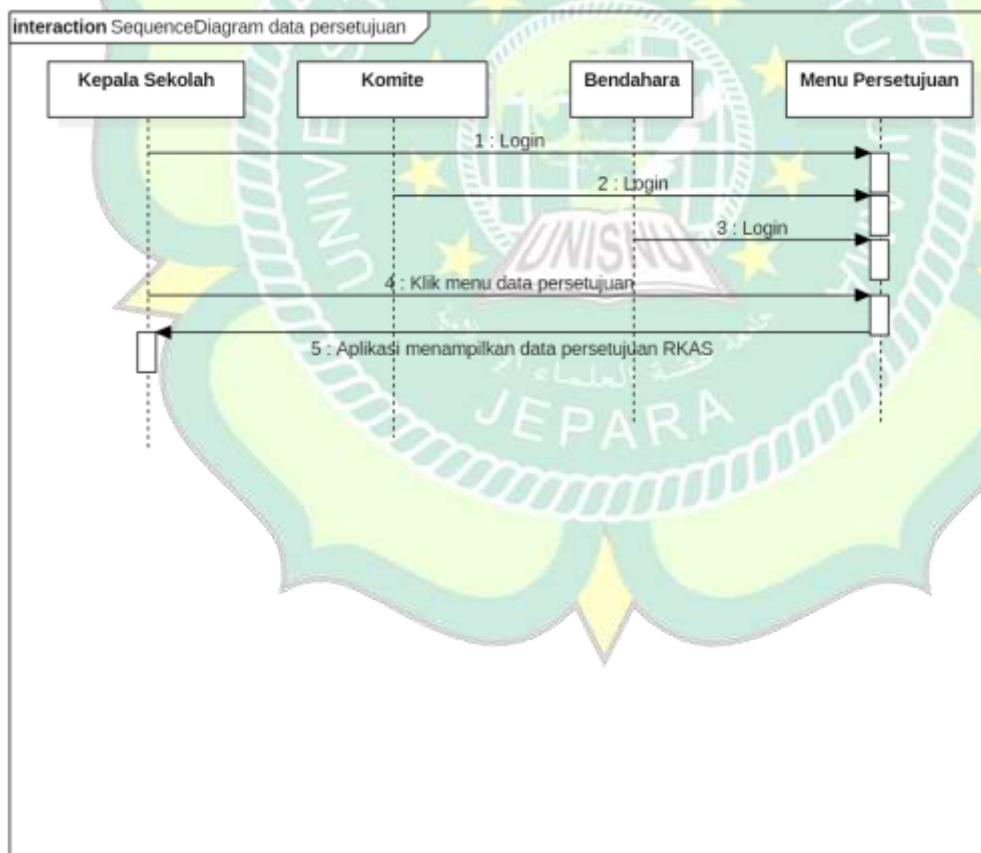 interaction SequenceDiagram data persetujuan
Kepala Sekolah
Komite
Bendahara
Menu Persetujuan
1 : Login
2 : Login
3 : Login
4 : Klik menu data persetujuan
5 : Aplikasi menampilkan data persetujuan RKAS
UNISNU
JEPARA